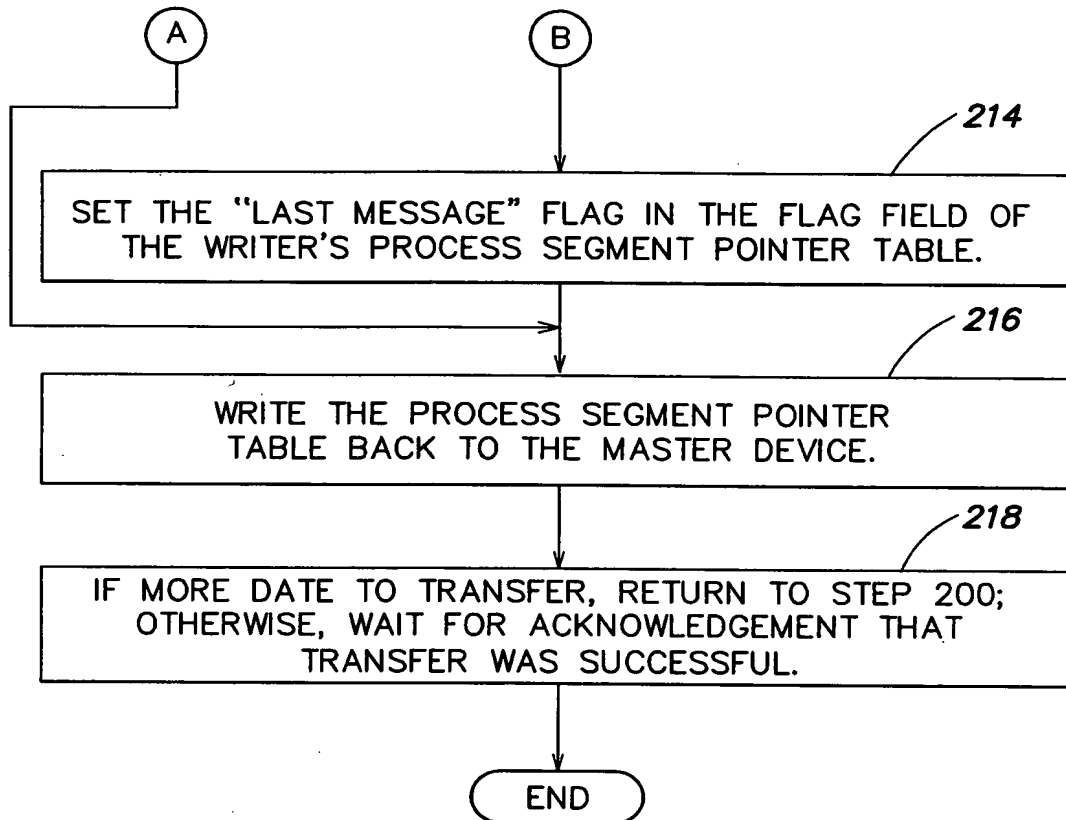 A
B
214
SET THE “LAST MESSAGE” FLAG IN THE FLAG FIELD OF
THE WRITER’S PROCESS SEGMENT POINTER TABLE.
216
WRITE THE PROCESS SEGMENT POINTER
TABLE BACK TO THE MASTER DEVICE.
218
IF MORE DATE TO TRANSFER, RETURN TO STEP 200;
OTHERWISE, WAIT FOR ACKNOWLEDGEMENT THAT
TRANSFER WAS SUCCESSFUL.
END